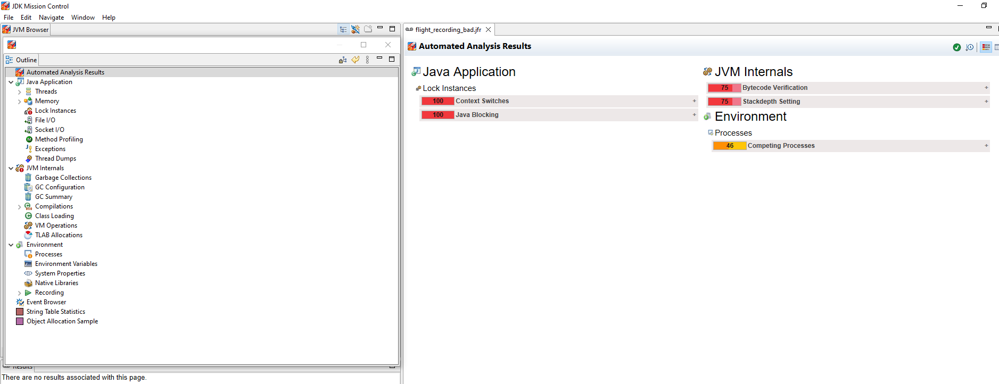 JDK Mission Control
File Edit Navigate Window Help
JVM Browser
Outline
Automated Analysis Results
Java Application
Threads
Memory
Lock Instances
File I/O
Socket I/O
Method Profiling
Exceptions
Thread Dumps
JVM Internals
Garbage Collections
GC Configuration
GC Summary
Compilations
Class Loading
VM Operations
TLAB Allocations
Environment
Processes
Environment Variables
System Properties
Native Libraries
Recording
Event Browser
String Table Statistics
Object Allocation Sample
Results
There are no results associated with this page.
flight_recording_bad.jfr
Automated Analysis Results
Java Application
Lock Instances
100 Context Switches +
100 Java Blocking +
JVM Internals
75 Bytecode Verification +
75 Stackdepth Setting +
Environment
Processes
46 Competing Processes +